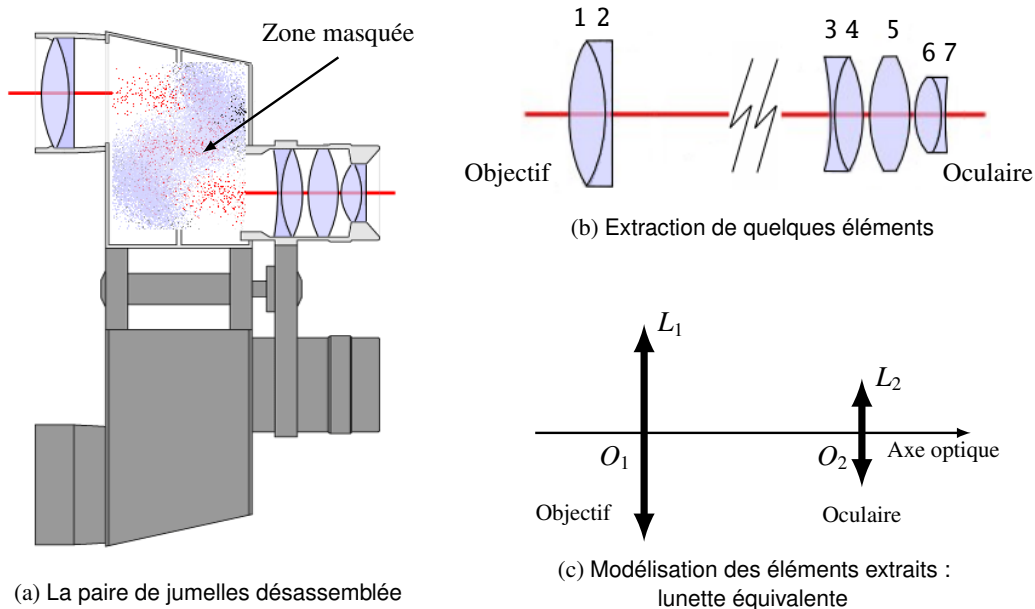 Zone masquée
(a) La paire de jumelles désassemblée
1 2
3 4
5
6 7
Objectif
Oculaire
(b) Extraction de quelques éléments
L1
L2
O1
O2
Axe optique
Objectif
Oculaire
(c) Modélisation des éléments extraits :
lunette équivalente